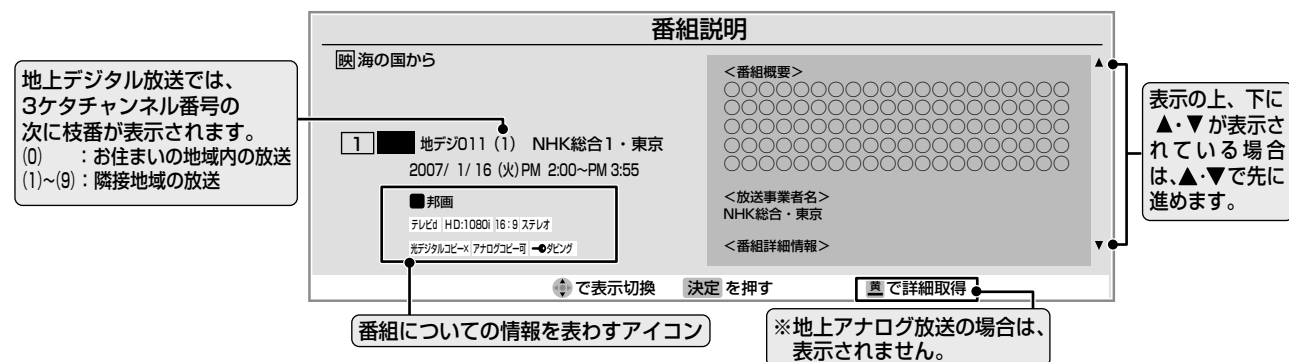 番組説明
映 海の国から
1 地デジ011 (1) NHK総合1・東京
2007/ 1/ 16 (火) PM 2:00~PM 3:55
■邦画
テレビd HD:1080i 16:9 ステレオ
光デジタルコピー× アナログコピー可 ダビング
<番組概要>
○○○○○○○○○○○○○○○○○○○○
○○○○○○○○○○○○○○○○○○○○
○○○○○○○○○○○○○○○○○○○○
○○○○○○○○○○○○○○○○○○○○
○○○○○○○○○○○○○○○○○○○○
<放送事業者名>
NHK総合・東京
<番組詳細情報>
▲
▼
で表示切換 決定 を押す 黄 で詳細取得
地上デジタル放送では、
3ケタチャンネル番号の
次に枝番が表示されます。
(0) :お住まいの地域内の放送
(1)~(9):隣接地域の放送
表示の上、下に
▲・▼が表示さ
れている場合
は、▲・▼で先に
進めます。
番組についての情報を表わすアイコン
※地上アナログ放送の場合は、
表示されません。